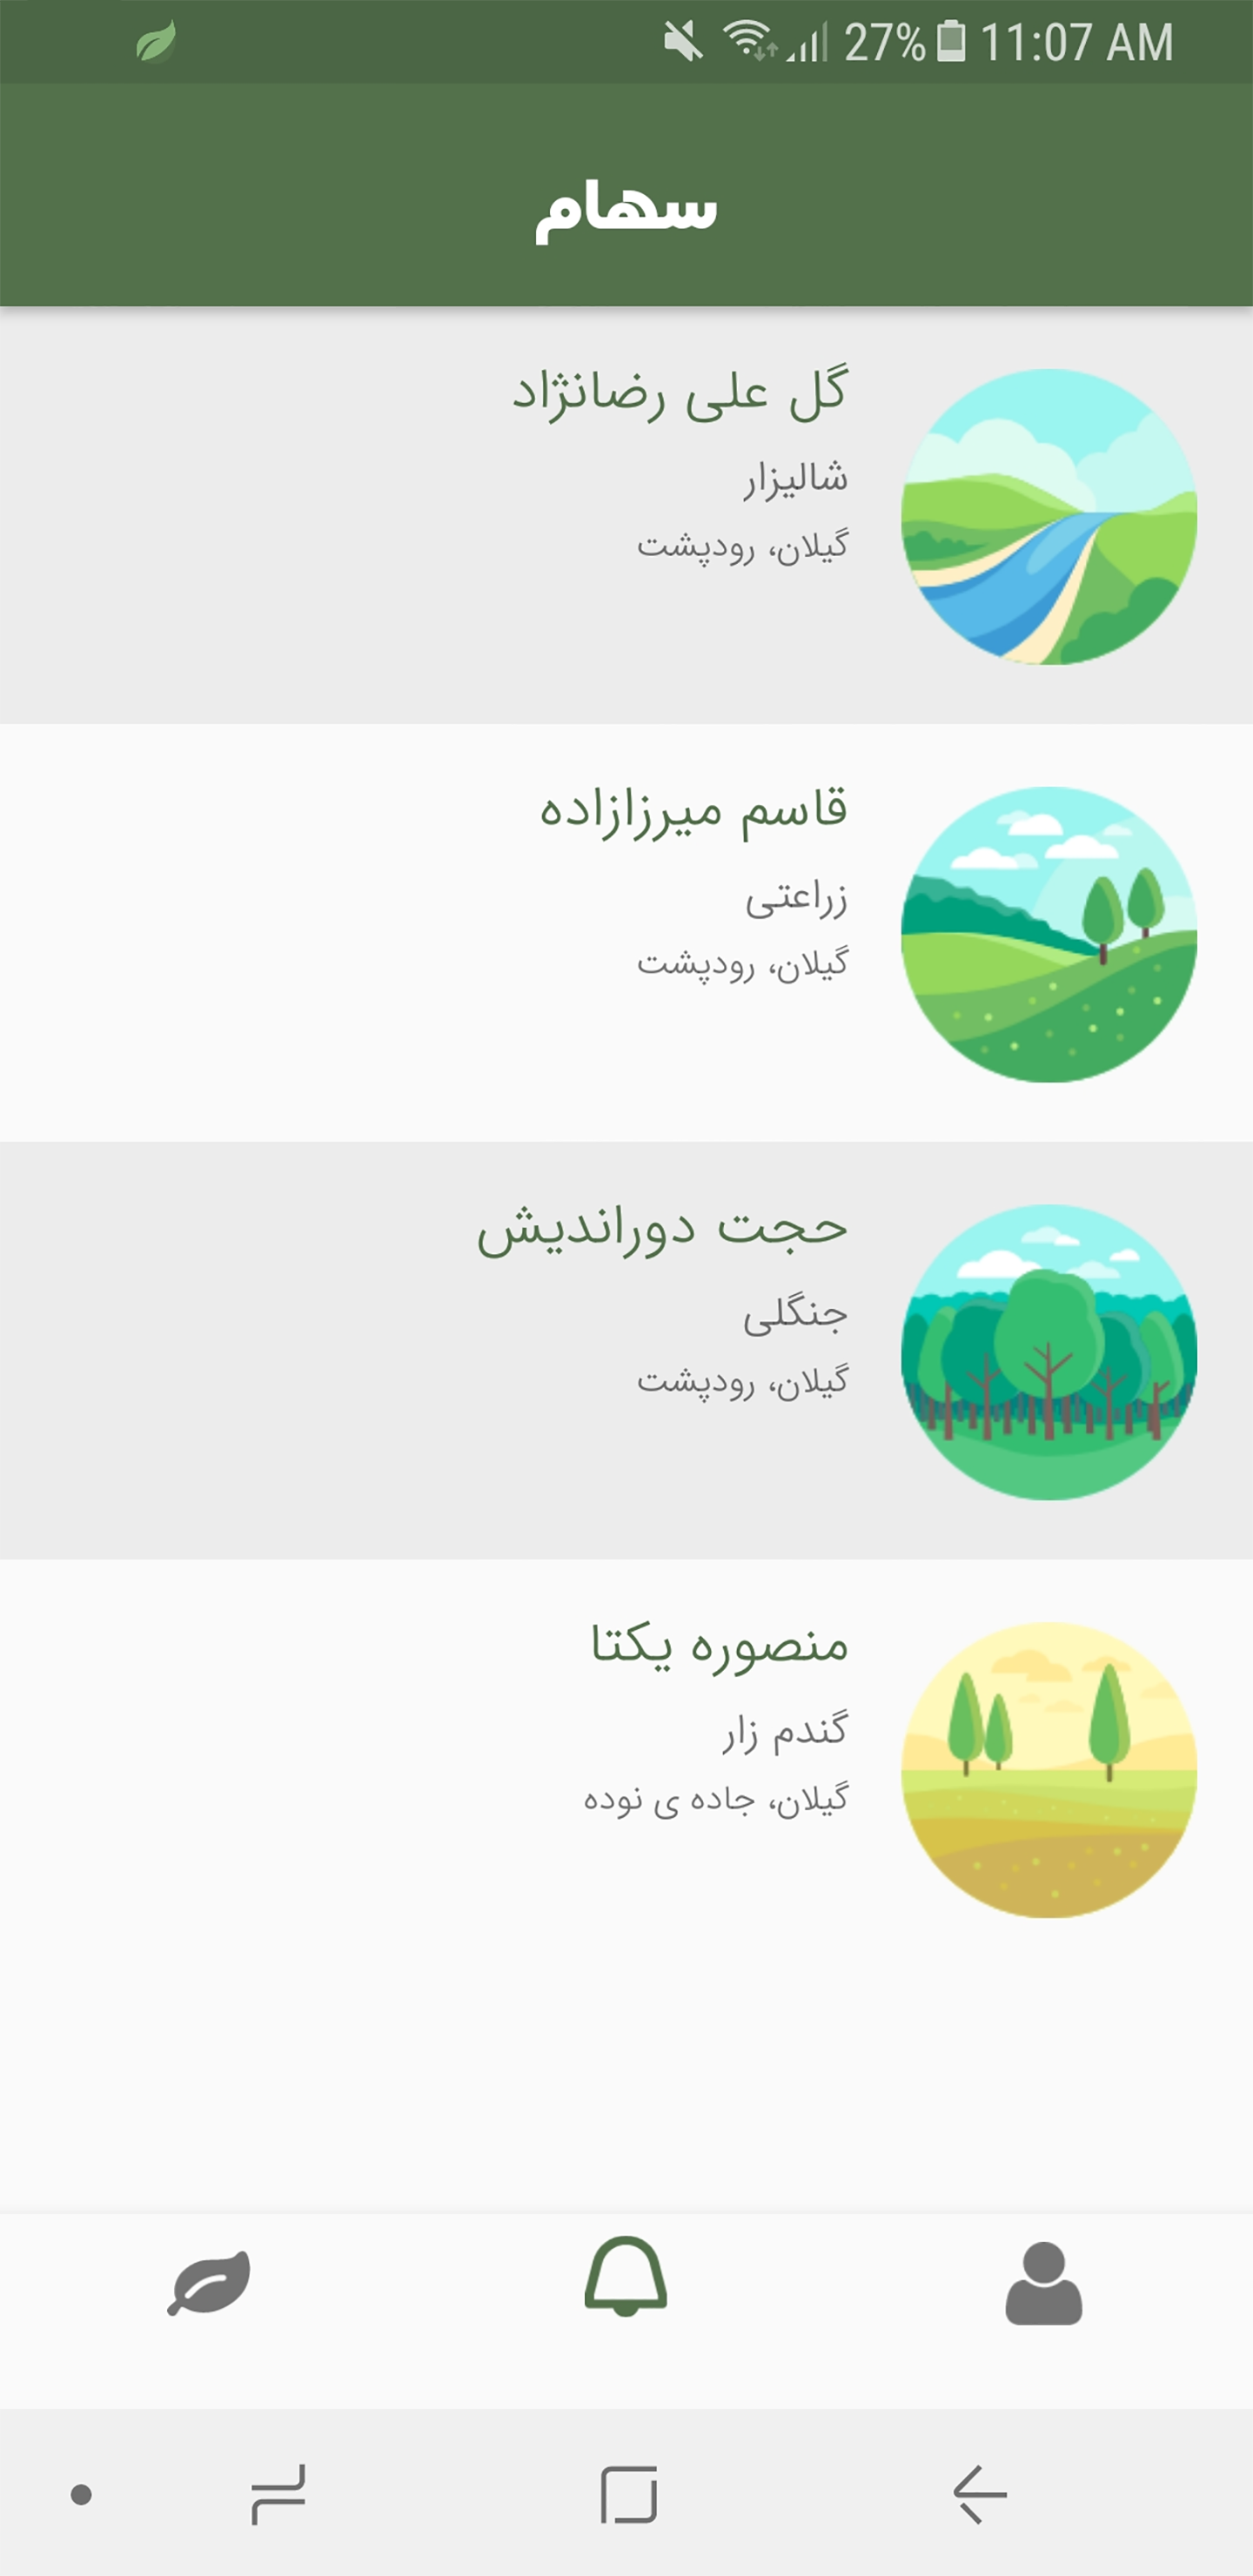 27% 11:07 AM
سهام
گل علی رضانژاد
شالیزار
گیلان، رودپشت
قاسم میرزازاده
زراعتی
گیلان، رودپشت
حجت دوراندیش
جنگلی
گیلان، رودپشت
منصوره یکتا
گندم زار
گیلان، جاده ی نوده